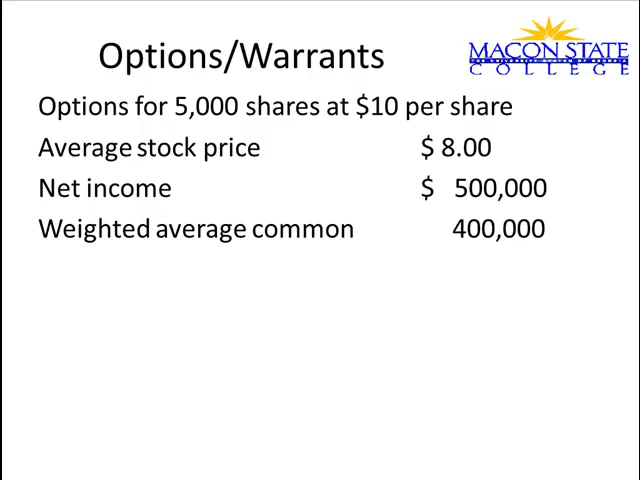 Options/Warrants
MACON STATE
COLLEGE
Options for 5,000 shares at $10 per share
Average stock price $ 8.00
Net income $ 500,000
Weighted average common 400,000